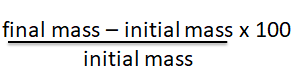 final mass – initial mass x 100
initial mass